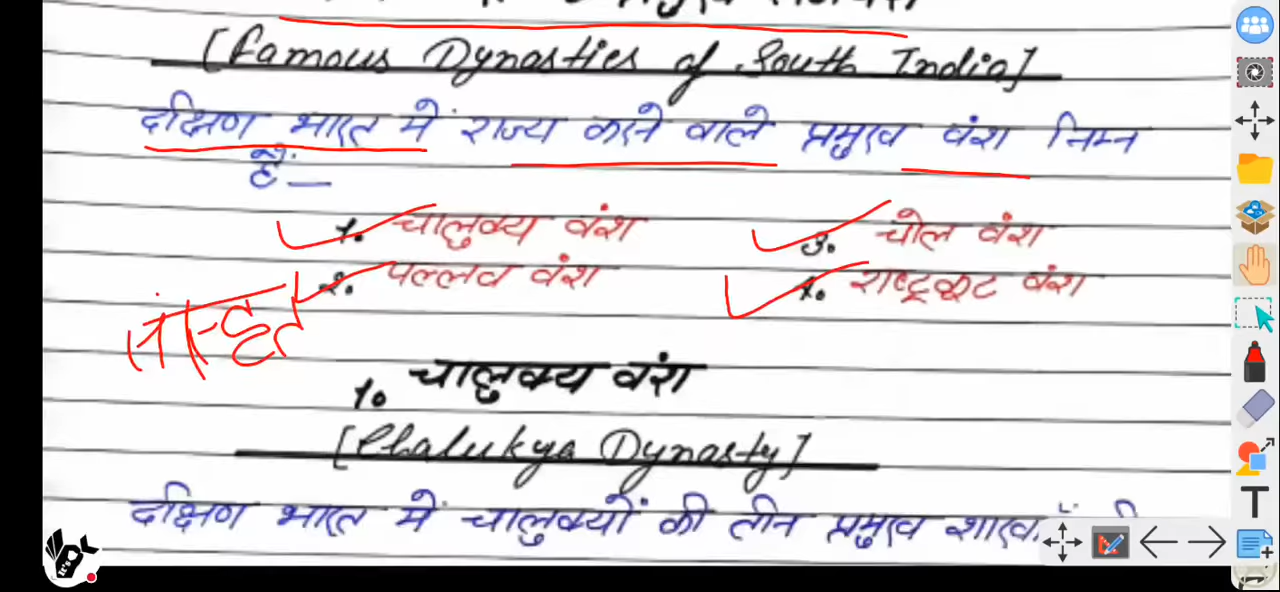 [Famous Dynasties of South India]
दक्षिण भारत में राज्य करने वाले प्रमुख वंश निम्न
हैं—
1. चालुक्य वंश 3. चोल वंश
2. पल्लव वंश 4. राष्ट्रकूट वंश
1. चालुक्य वंश
[Chalukya Dynasty]
दक्षिण भारत में चालुक्यों की तीन प्रमुख